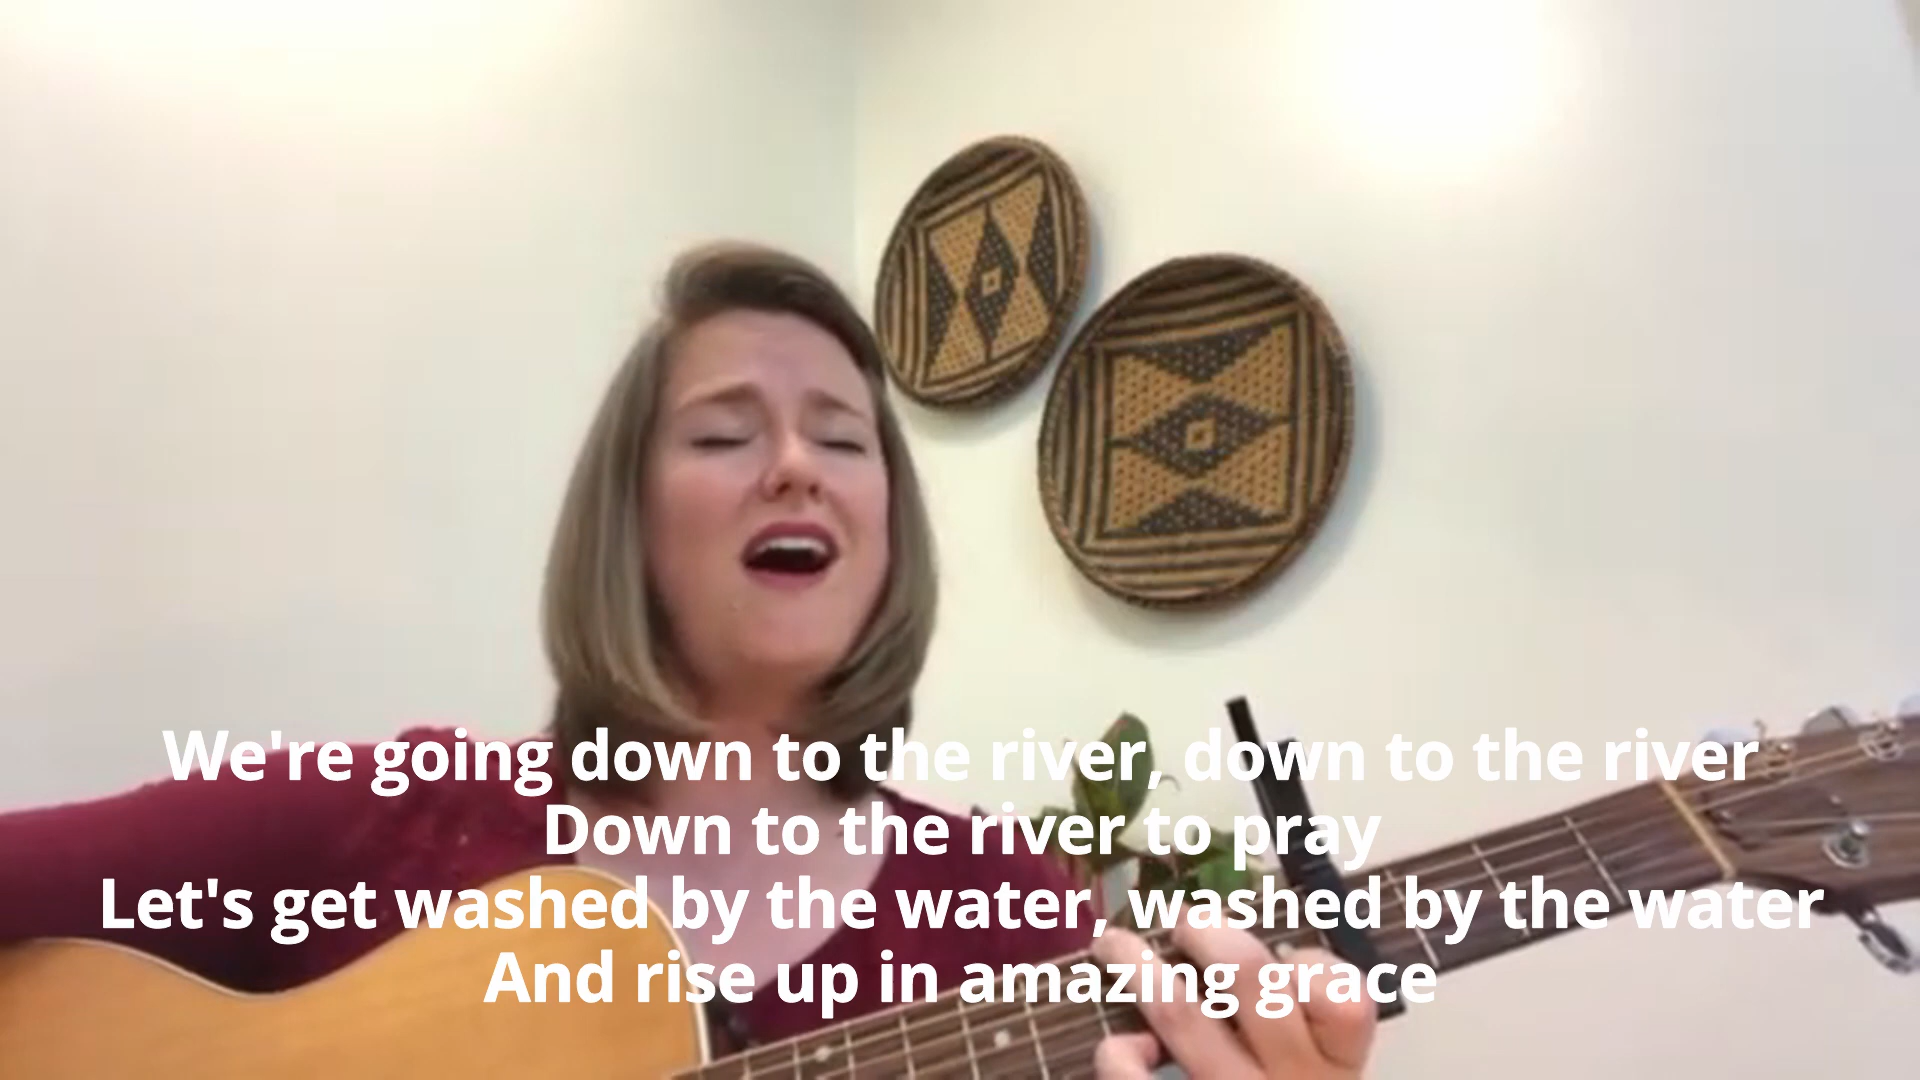 We're going down to the river, down to the river
Down to the river to pray
Let's get washed by the water, washed by the water
And rise up in amazing grace